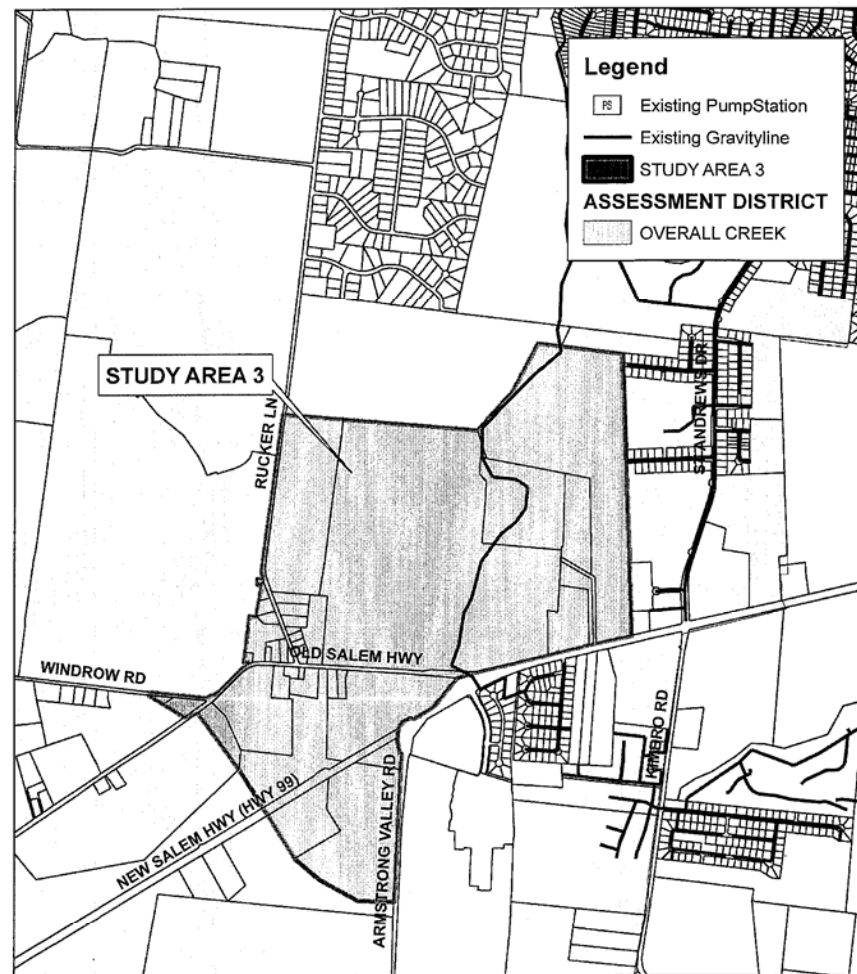 Legend
PS Existing PumpStation
Existing Gravityline
STUDY AREA 3
ASSESSMENT DISTRICT
OVERALL CREEK
STUDY AREA 3
RUCKER LN
ST ANDREWS DR
OLD SALEM HWY
WINDROW RD
KIMBRO RD
NEW SALEM HWY (HWY 99)
ARMSTRONG VALLEY RD